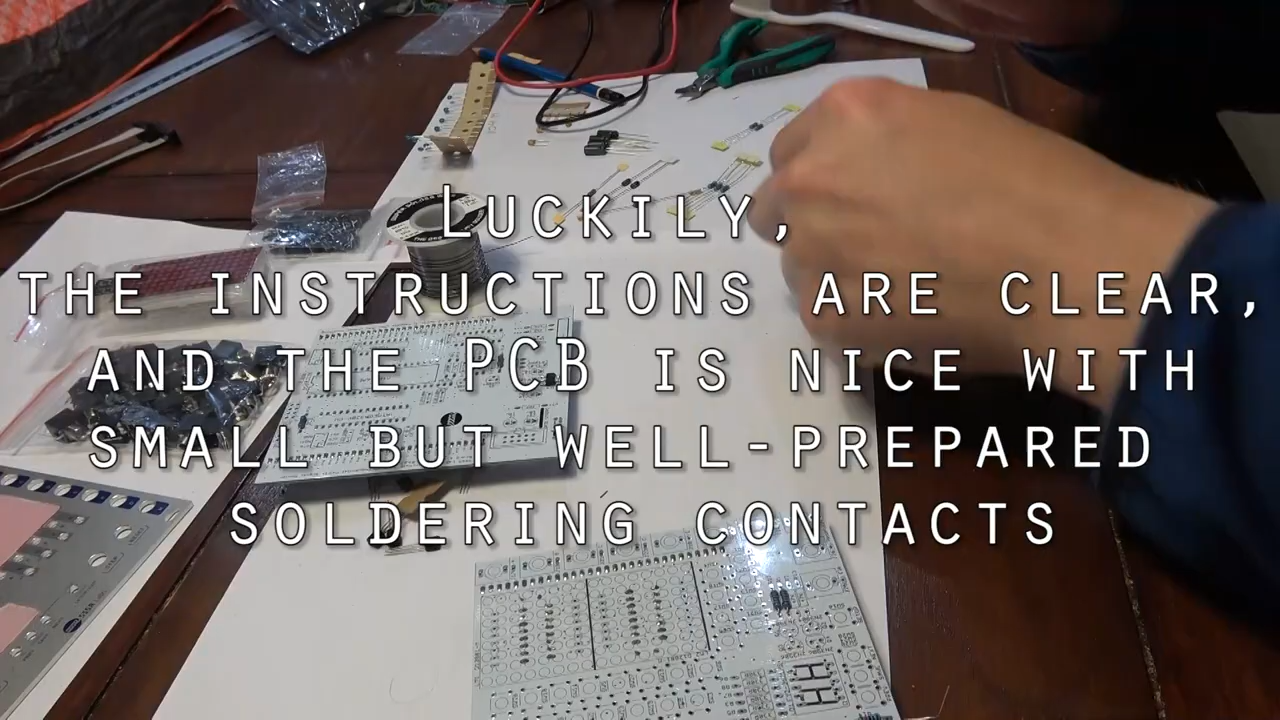 Luckily,
the instructions are clear,
and the PCB is nice with
small but well-prepared
soldering contacts